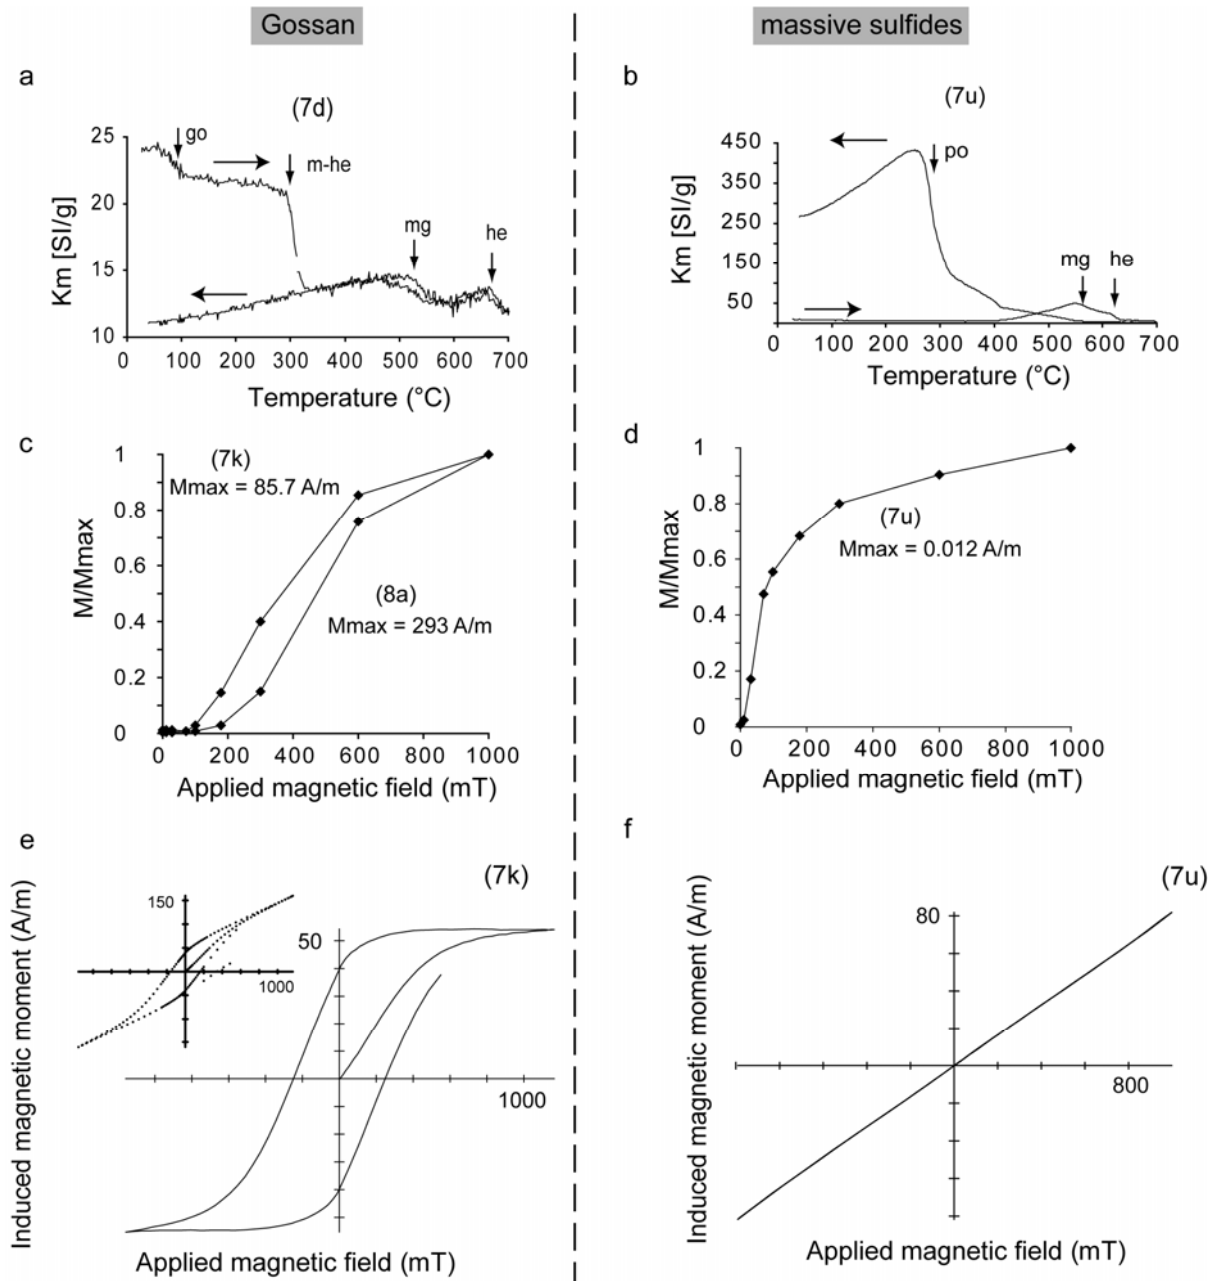 Gossan
massive sulfides
a
(7d)
go
m-he
mg
he
25
20
15
10
Km [SI/g]
0 100 200 300 400 500 600 700
Temperature (°C)
b
(7u)
po
mg
he
450
350
250
150
50
Km [SI/g]
0 100 200 300 400 500 600 700
Temperature (°C)
c
(7k)
Mmax = 85.7 A/m
(8a)
Mmax = 293 A/m
1
0.8
0.6
0.4
0.2
0
M/Mmax
0 200 400 600 800 1000
Applied magnetic field (mT)
d
(7u)
Mmax = 0.012 A/m
1
0.8
0.6
0.4
0.2
0
M/Mmax
0 200 400 600 800 1000
Applied magnetic field (mT)
e
(7k)
150
1000
50
1000
Induced magnetic moment (A/m)
Applied magnetic field (mT)
f
(7u)
80
800
Induced magnetic moment (A/m)
Applied magnetic field (mT)